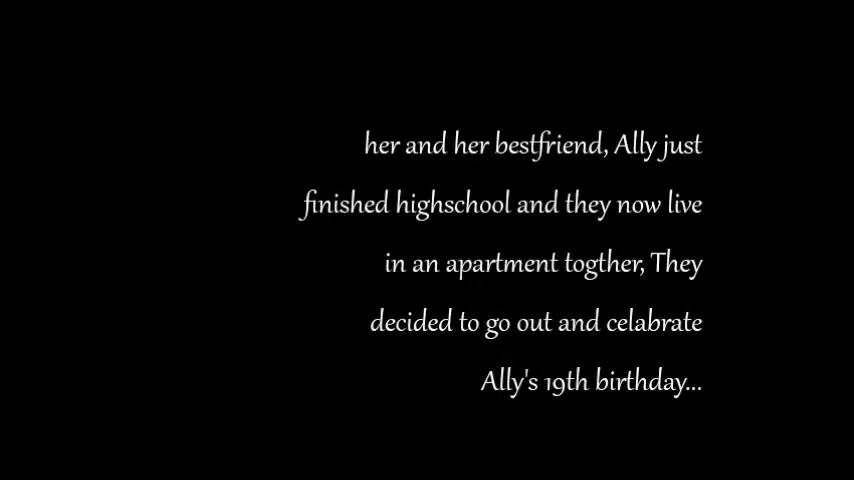 her and her bestfriend, Ally just
finished highschool and they now live
in an apartment togther, They
decided to go out and celabrate
Ally's 19th birthday...